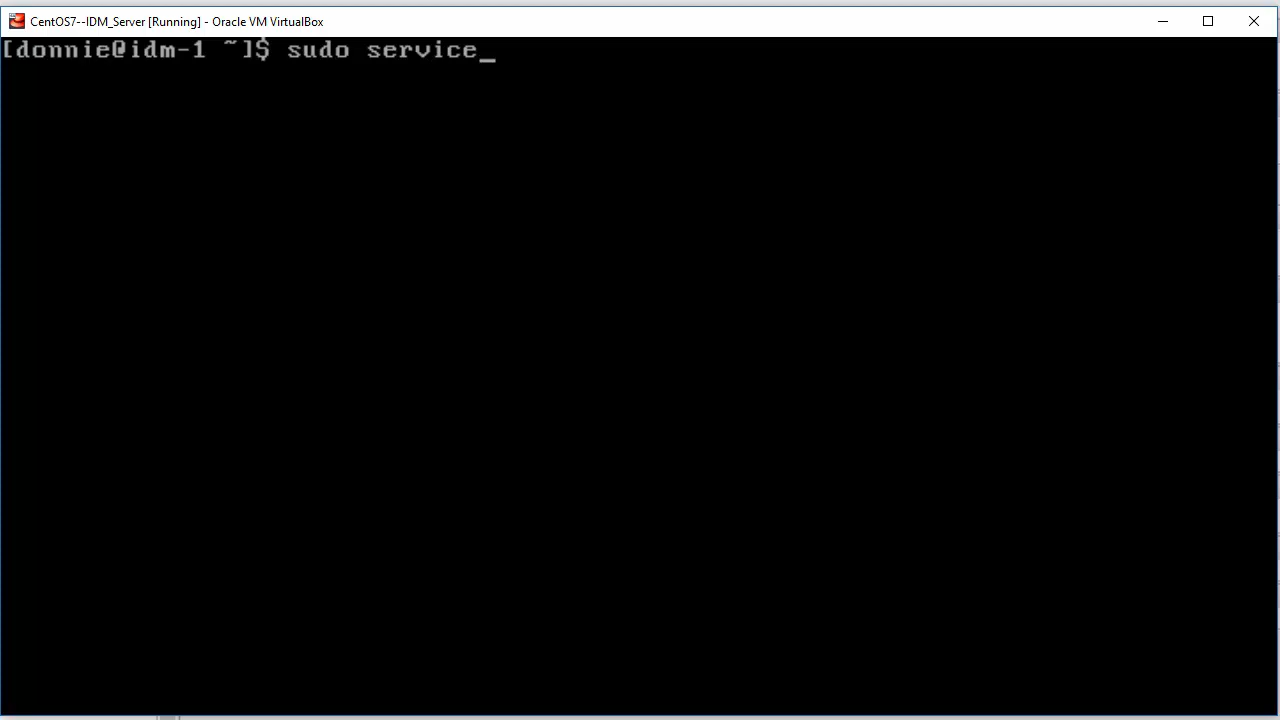 CentOS7--IDM_Server [Running] - Oracle VM VirtualBox
[donnie@idm-1 ~]$ sudo service_